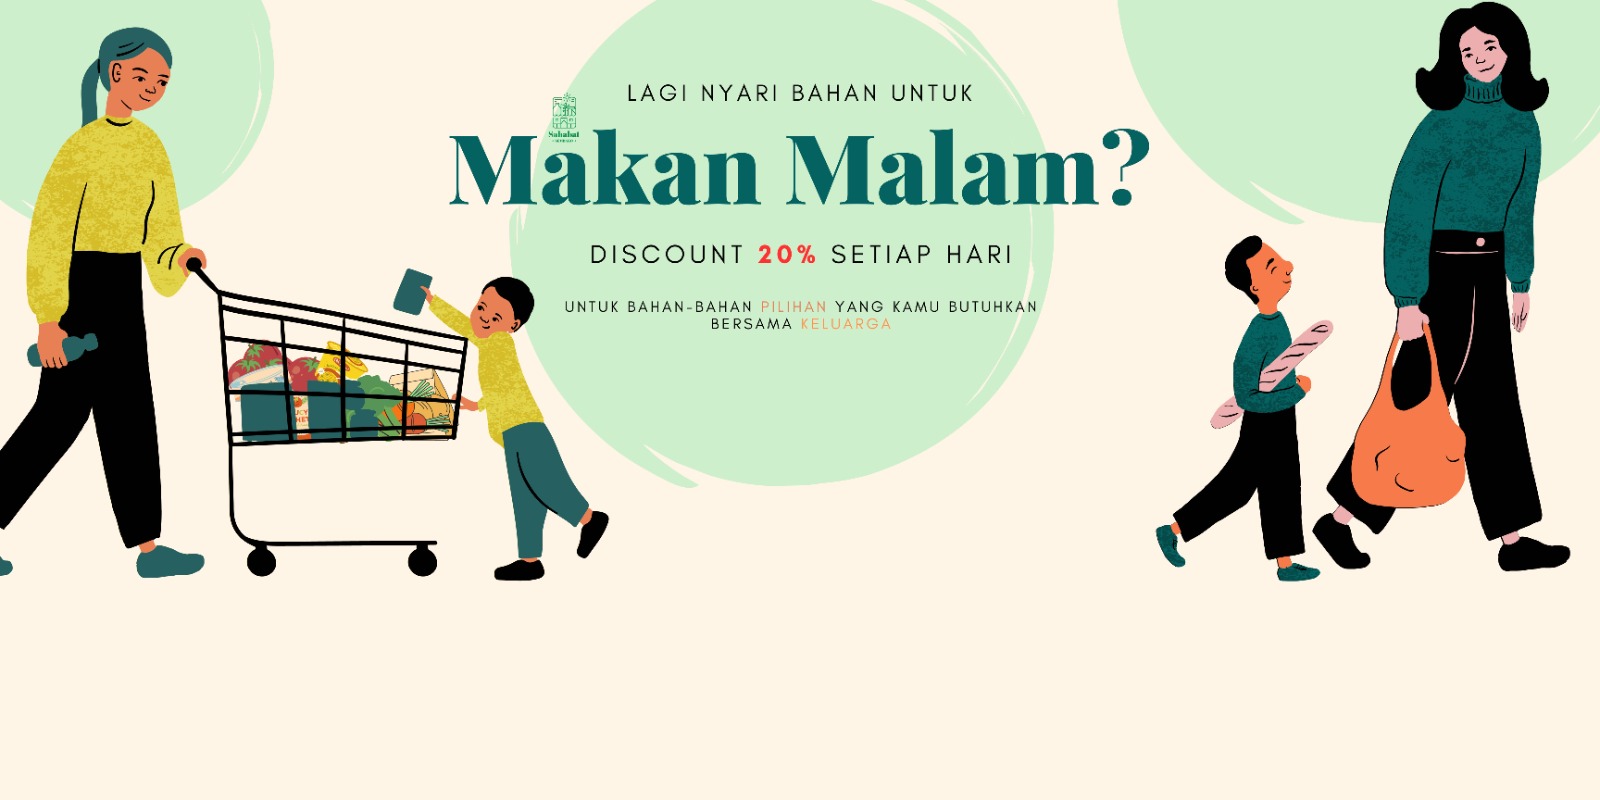 LAGI NYARI BAHAN UNTUK
Sahabat
Makan Malam?
DISCOUNT 20% SETIAP HARI
UNTUK BAHAN-BAHAN PILIHAN YANG KAMU BUTUHKAN
BERSAMA KELUARGA